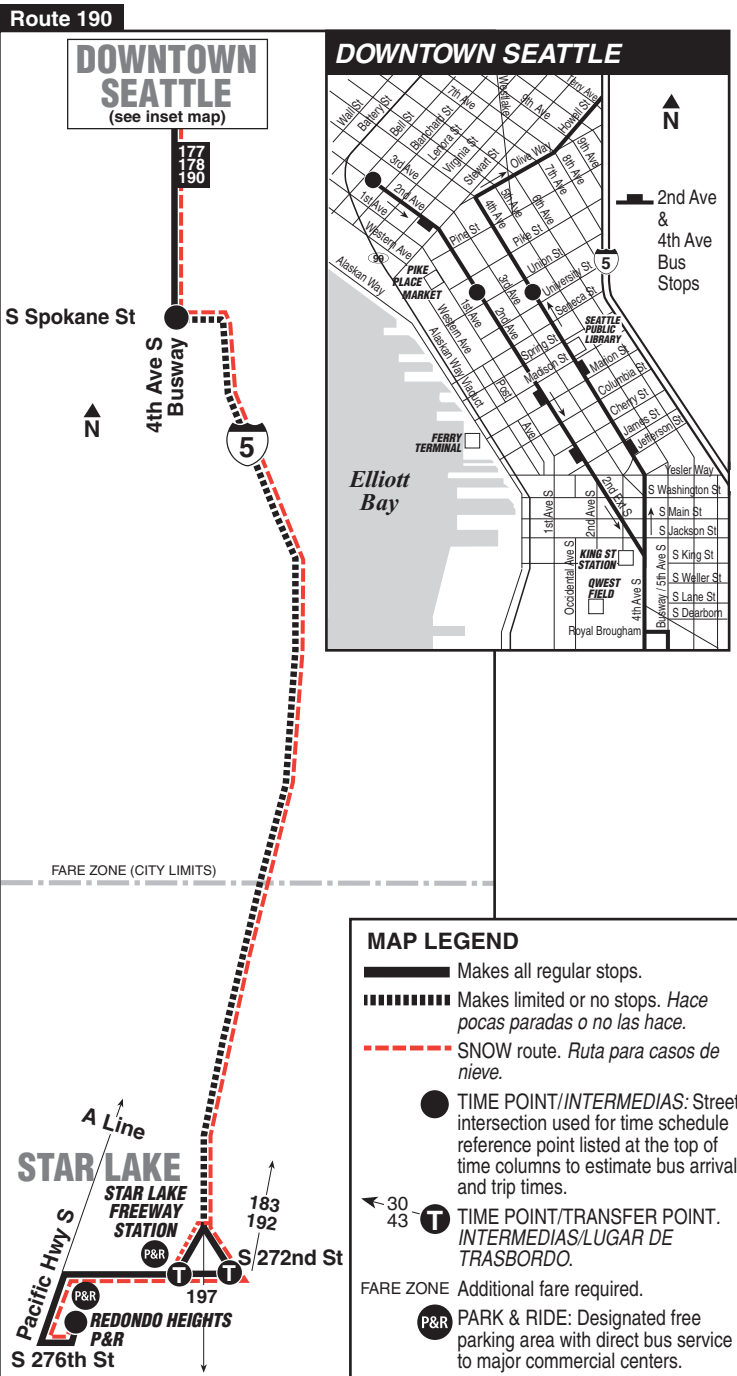 Route 190
DOWNTOWN
SEATTLE
(see inset map)
177
178
190
S Spokane St
4th Ave S
Busway
N
5
FARE ZONE (CITY LIMITS)
A Line
STAR LAKE
STAR LAKE
FREEWAY
STATION
183
192
P&R
T
T
S 272nd St
197
Pacific Hwy S
P&R
REDONDO HEIGHTS
P&R
S 276th St
DOWNTOWN SEATTLE
N
2nd Ave
&
4th Ave
Bus
Stops
Wall St
Battery St
Bell St
Blanchard St
Lenora St
Virginia St
Stewart St
Olive Way
7th Ave
Westlake
9th Ave
Terry Ave
Howell St
9th Ave
8th Ave
7th Ave
6th Ave
5th Ave
4th Ave
3rd Ave
2nd Ave
1st Ave
Western Ave
Alaskan Way
99
PIKE
PLACE
MARKET
Pine St
Pike St
Union St
University St
Seneca St
5
3rd Ave
2nd Ave
1st Ave
Western Ave
Alaskan Way Viaduct
SEATTLE
PUBLIC
LIBRARY
Spring St
Madison St
Marion St
Columbia St
Cherry St
James St
Jefferson St
Post
Ave
FERRY
TERMINAL
Elliott
Bay
Yesler Way
S Washington St
S Main St
S Jackson St
S King St
S Weller St
S Lane St
S Dearborn
1st Ave S
2nd Ave S
2nd Ext S
Occidental Ave S
KING ST
STATION
QWEST
FIELD
4th Ave S
Busway / 5th Ave S
Royal Brougham
MAP LEGEND
Makes all regular stops.
Makes limited or no stops. Hace
pocas paradas o no las hace.
SNOW route. Ruta para casos de
nieve.
TIME POINT/INTERMEDIAS: Street
intersection used for time schedule
reference point listed at the top of
time columns to estimate bus arrival
and trip times.
30
43
T
TIME POINT/TRANSFER POINT.
INTERMEDIAS/LUGAR DE
TRASBORDO.
FARE ZONE Additional fare required.
P&R PARK & RIDE: Designated free
parking area with direct bus service
to major commercial centers.